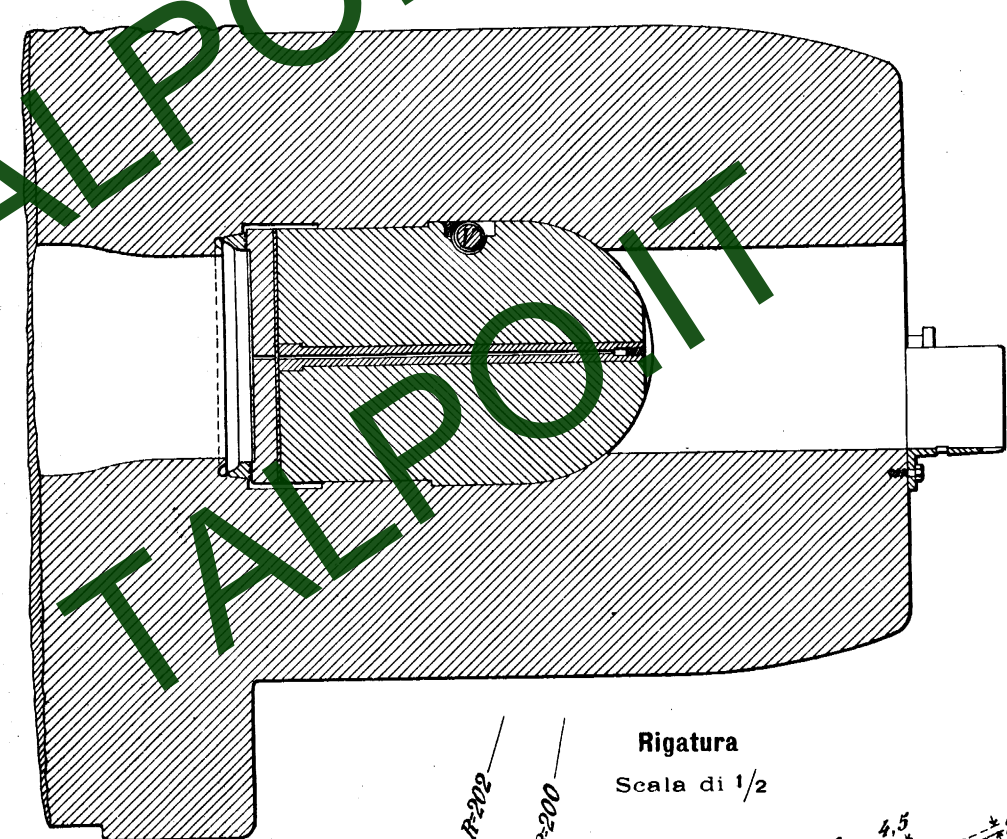 TALPO.IT
TALPO.IT
Rigatura
Scala di 1/2
R=202
R=200
4,5